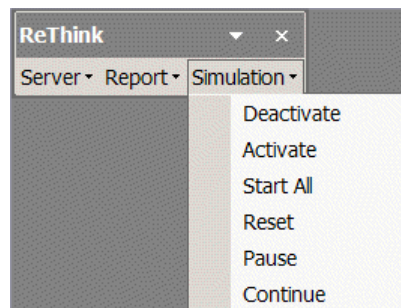 ReThink
Server Report Simulation
Deactivate
Activate
Start All
Reset
Pause
Continue